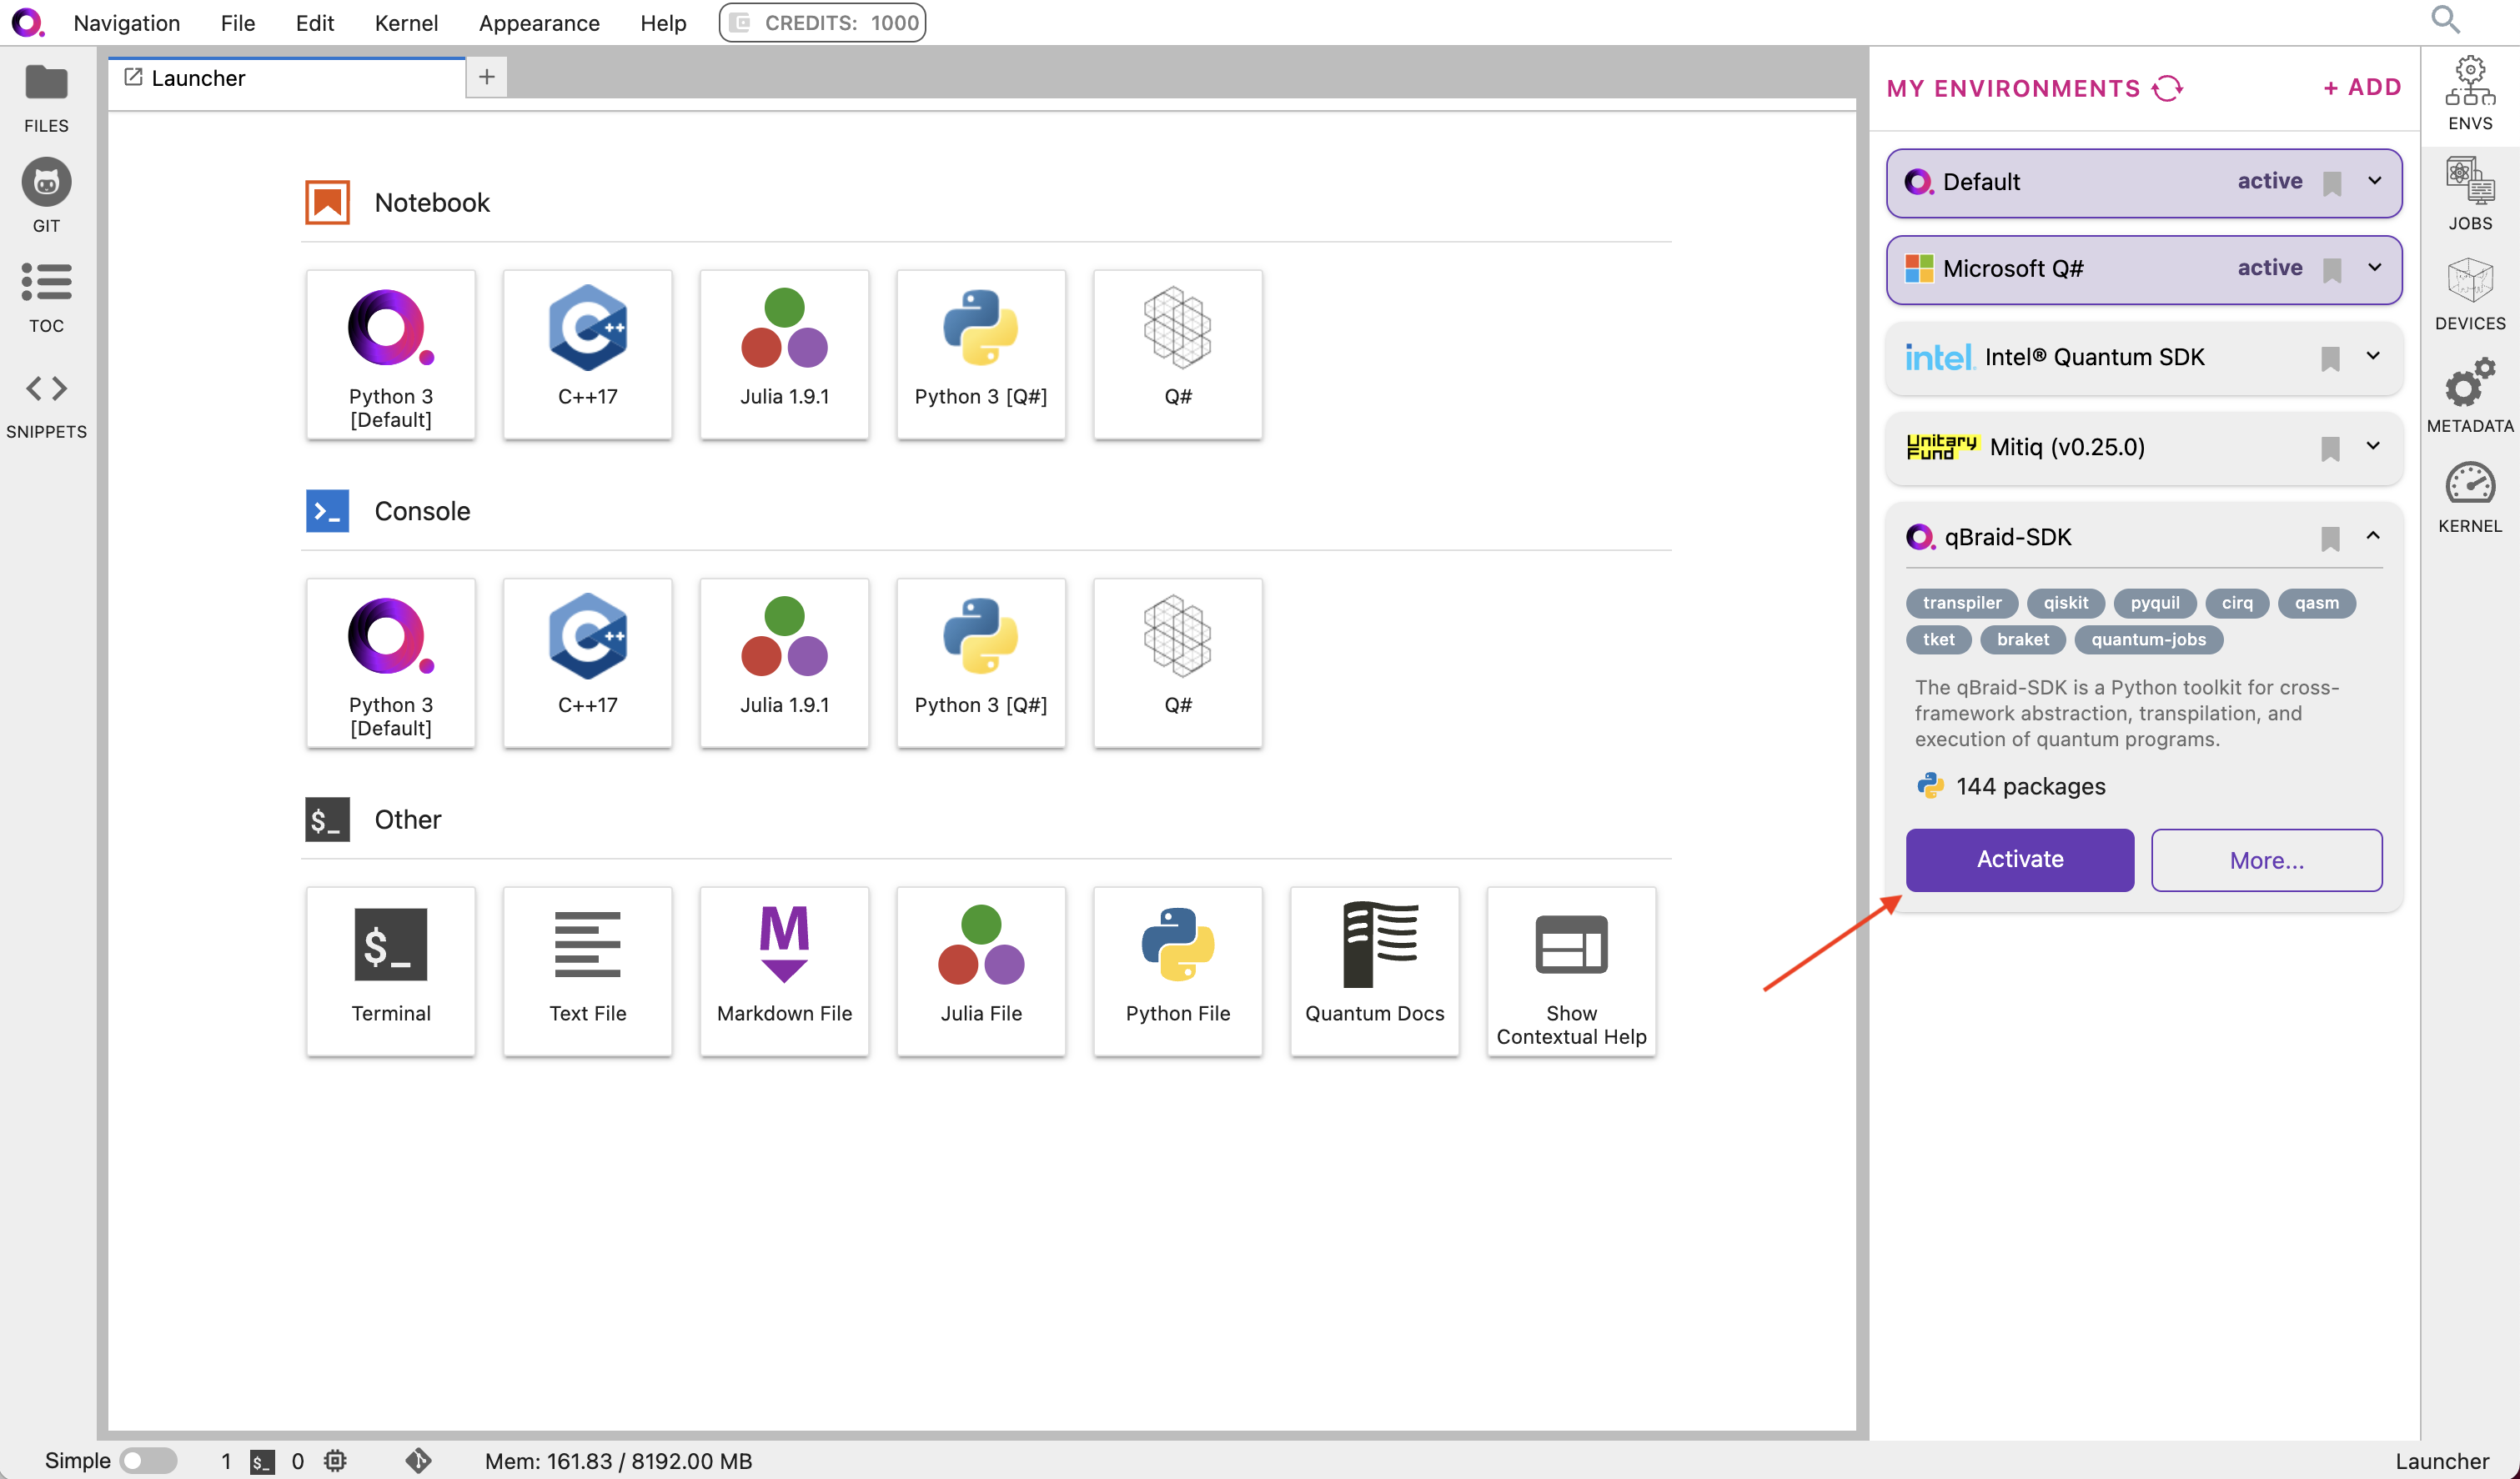 Navigation File Edit Kernel Appearance Help CREDITS: 1000
FILES
GIT
TOC
SNIPPETS
Launcher
Notebook
Python 3 [Default]
C++17
Julia 1.9.1
Python 3 [Q#]
Q#
Console
Python 3 [Default]
C++17
Julia 1.9.1
Python 3 [Q#]
Q#
$_ Other
$_
Terminal
Text File
M
Markdown File
Julia File
Python File
Quantum Docs
Show
Contextual Help
MY ENVIRONMENTS + ADD
Default active
Microsoft Q# active
intel. Intel® Quantum SDK
Unitary Fund Mitiq (v0.25.0)
qBraid-SDK
transpiler qiskit pyquil cirq qasm
tket braket quantum-jobs
The qBraid-SDK is a Python toolkit for cross-
framework abstraction, transpilation, and
execution of quantum programs.
144 packages
Activate More...
ENVS
JOBS
DEVICES
METADATA
KERNEL
Simple 1 $_ 0 Mem: 161.83 / 8192.00 MB Launcher